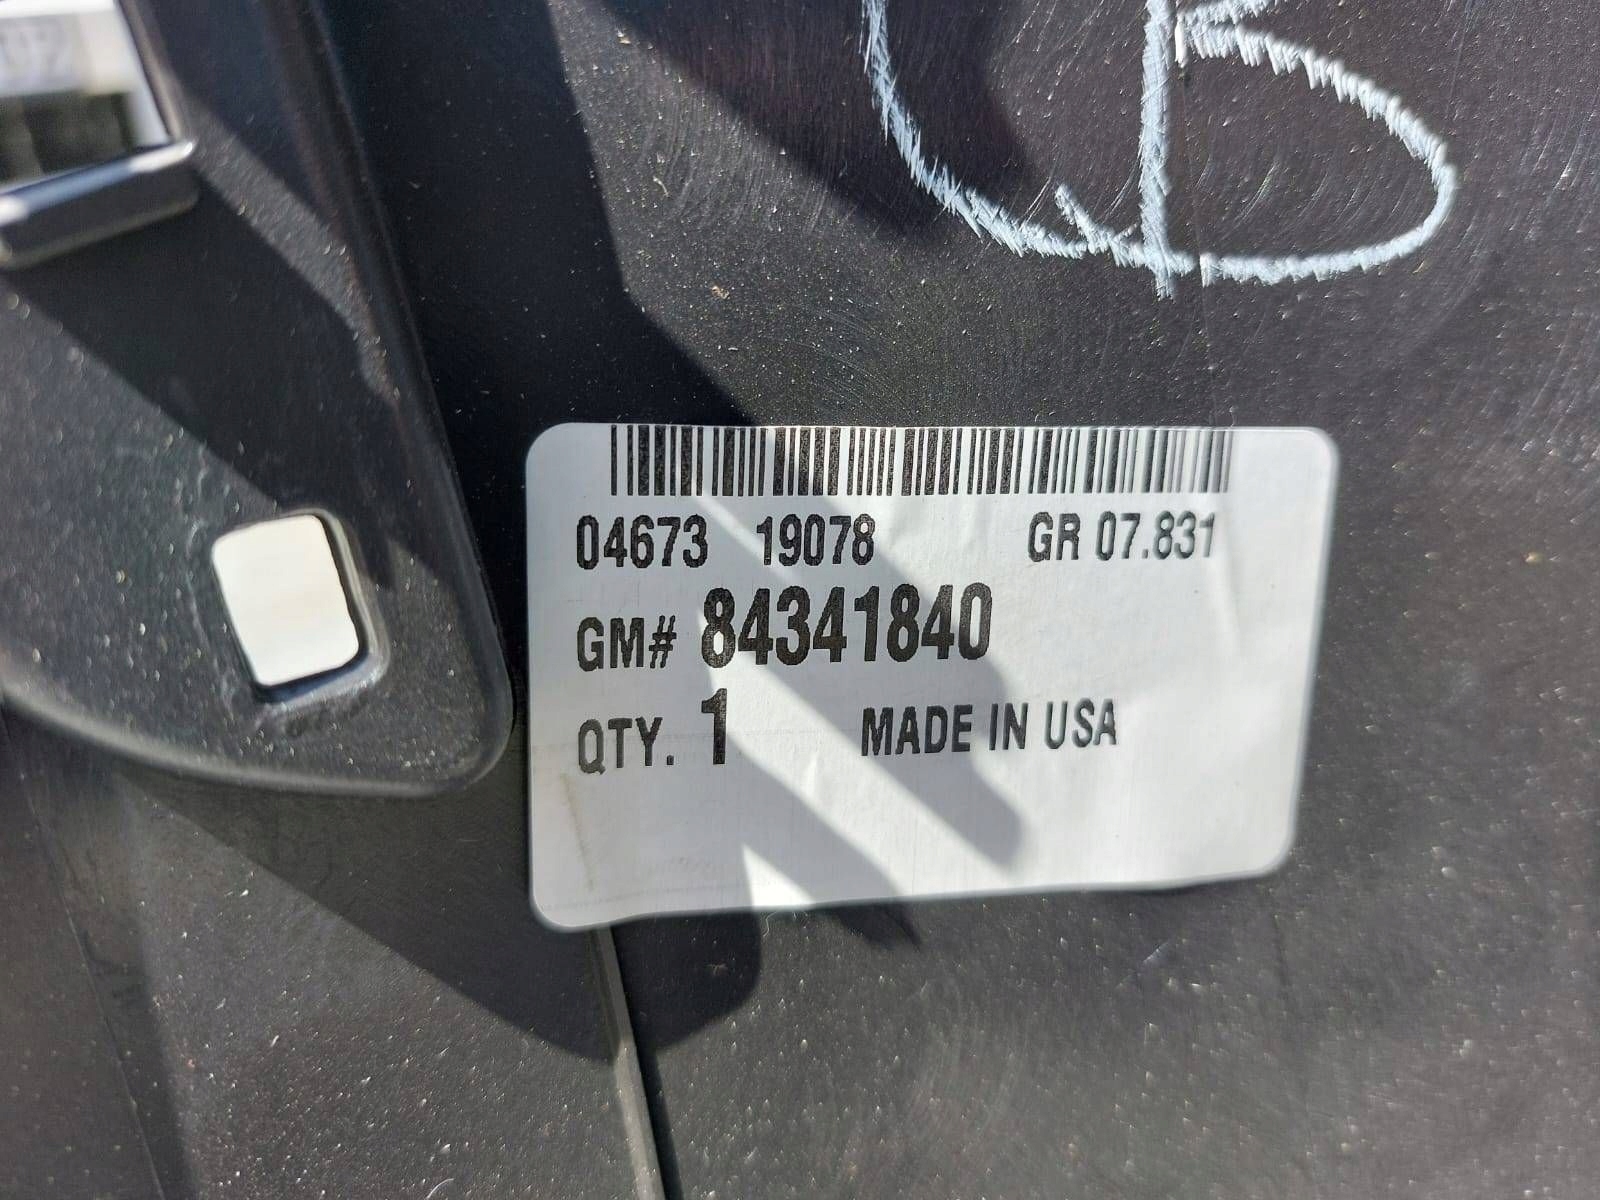 04673 19078 GR 07.831
GM# 84341840
QTY. 1 MADE IN USA